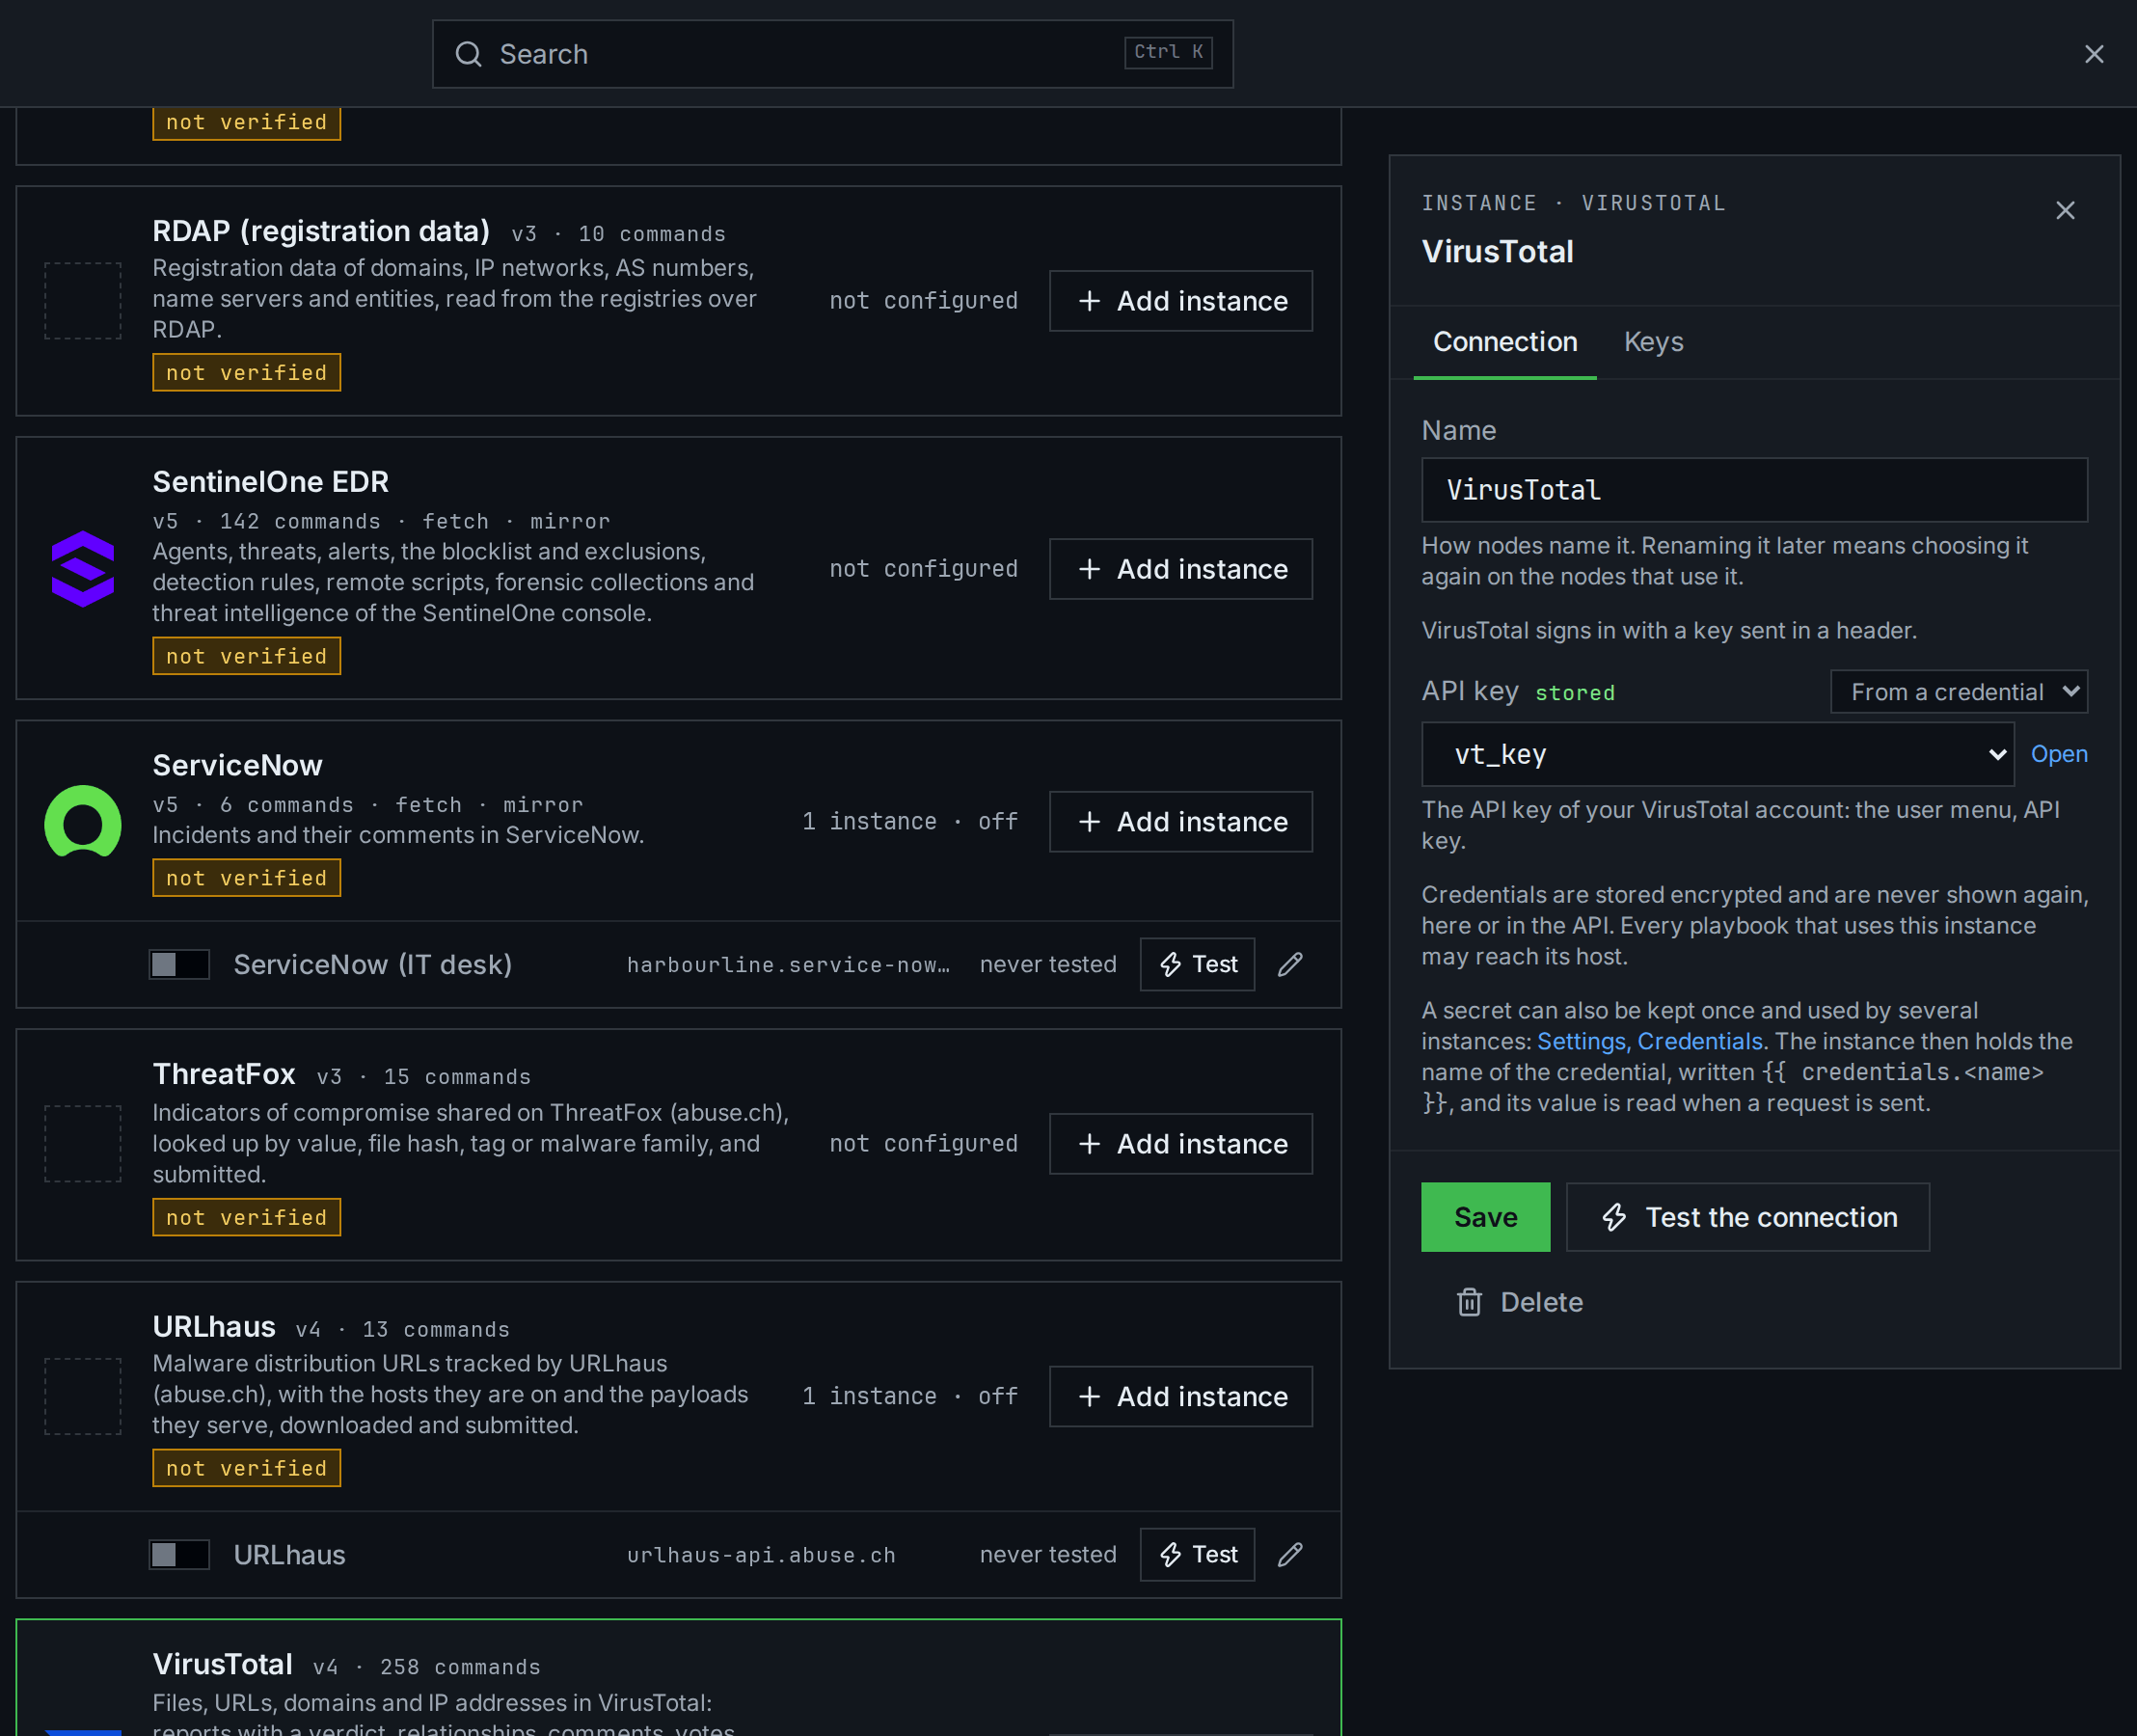 Search
Ctrl K
not verified
RDAP (registration data) v3 · 10 commands
Registration data of domains, IP networks, AS numbers,
name servers and entities, read from the registries over
RDAP.
not verified
not configured
Add instance
SentinelOne EDR
v5 · 142 commands · fetch · mirror
Agents, threats, alerts, the blocklist and exclusions,
detection rules, remote scripts, forensic collections and
threat intelligence of the SentinelOne console.
not verified
not configured
Add instance
ServiceNow
v5 · 6 commands · fetch · mirror
Incidents and their comments in ServiceNow.
not verified
1 instance · off
Add instance
ServiceNow (IT desk)
harbourline.service-now…
never tested
Test
ThreatFox v3 · 15 commands
Indicators of compromise shared on ThreatFox (abuse.ch),
looked up by value, file hash, tag or malware family, and
submitted.
not verified
not configured
Add instance
URLhaus v4 · 13 commands
Malware distribution URLs tracked by URLhaus
(abuse.ch), with the hosts they are on and the payloads
they serve, downloaded and submitted.
not verified
1 instance · off
Add instance
URLhaus
urlhaus-api.abuse.ch
never tested
Test
VirusTotal v4 · 258 commands
Files, URLs, domains and IP addresses in VirusTotal:
reports with a verdict, relationships, comments, votes
INSTANCE · VIRUSTOTAL
VirusTotal
Connection
Keys
Name
VirusTotal
How nodes name it. Renaming it later means choosing it
again on the nodes that use it.
VirusTotal signs in with a key sent in a header.
API key stored
From a credential
vt_key
Open
The API key of your VirusTotal account: the user menu, API
key.
Credentials are stored encrypted and are never shown again,
here or in the API. Every playbook that uses this instance
may reach its host.
A secret can also be kept once and used by several
instances: Settings, Credentials. The instance then holds the
name of the credential, written {{ credentials.<name>
}}, and its value is read when a request is sent.
Save
Test the connection
Delete